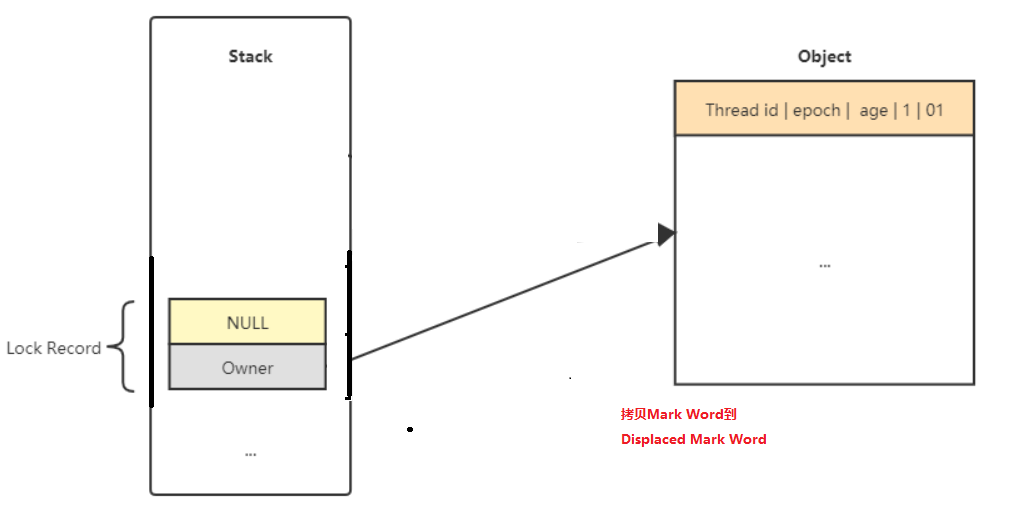 Stack
Object
Thread id | epoch | age | 1 | 01
...
NULL
Lock Record
Owner
拷贝Mark Word到
Displaced Mark Word
...